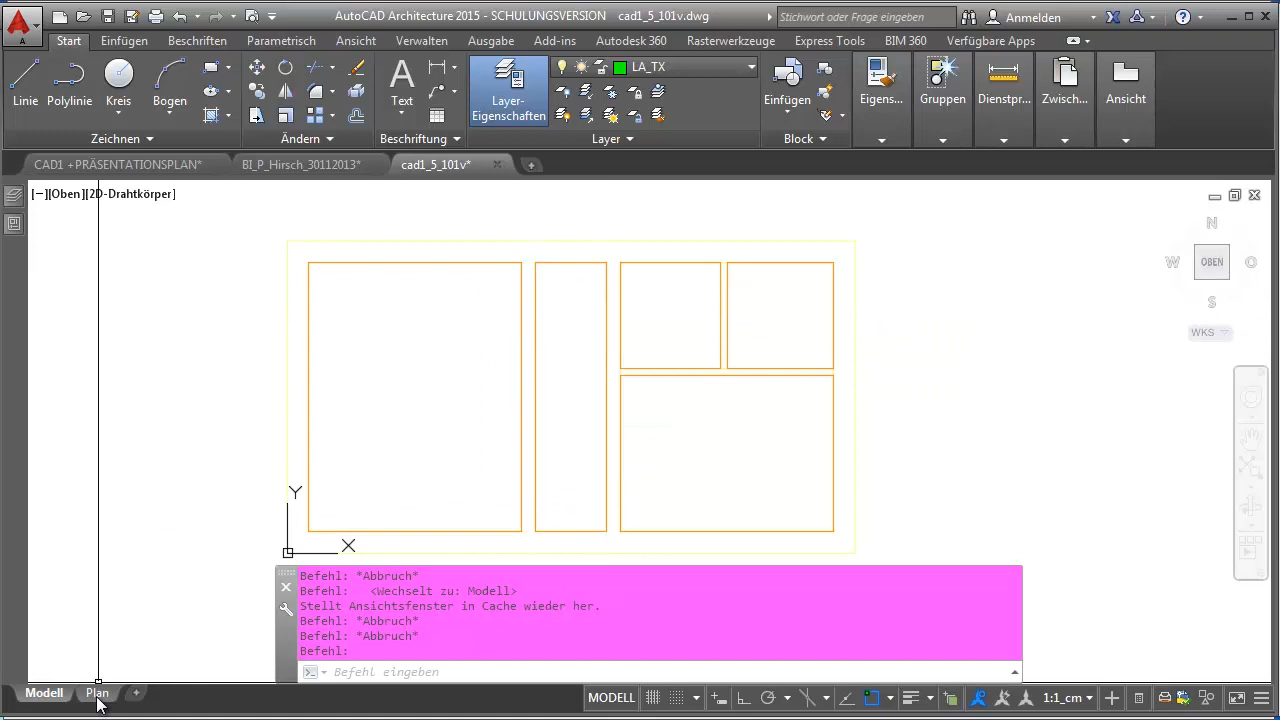 AutoCAD Architecture 2015 - SCHULUNGSVERSION cad1_5_101v.dwg
Stichwort oder Frage eingeben
Anmelden
A
Start Einfügen Beschriften Parametrisch Ansicht Verwalten Ausgabe Add-ins Autodesk 360 Rasterwerkzeuge Express Tools BIM 360 Verfügbare Apps
LA_TX
Linie Polylinie Kreis Bogen
Text
Layer-
Eigenschaften
Einfügen
Eigens... Gruppen Dienstpr... Zwisch... Ansicht
Zeichnen Ändern Beschriftung Layer Block
CAD1 +PRÄSENTATIONSPLAN* BI_P_Hirsch_30112013* cad1_5_101v*
[−][Oben][2D-Drahtkörper]
N
W OBEN O
S
WKS
Y
X
Befehl: *Abbruch*
Befehl: <Wechselt zu: Modell>
Stellt Ansichtsfenster in Cache wieder her.
Befehl: *Abbruch*
Befehl: *Abbruch*
Befehl:
Befehl eingeben
Modell Plan
MODELL
1:1_cm